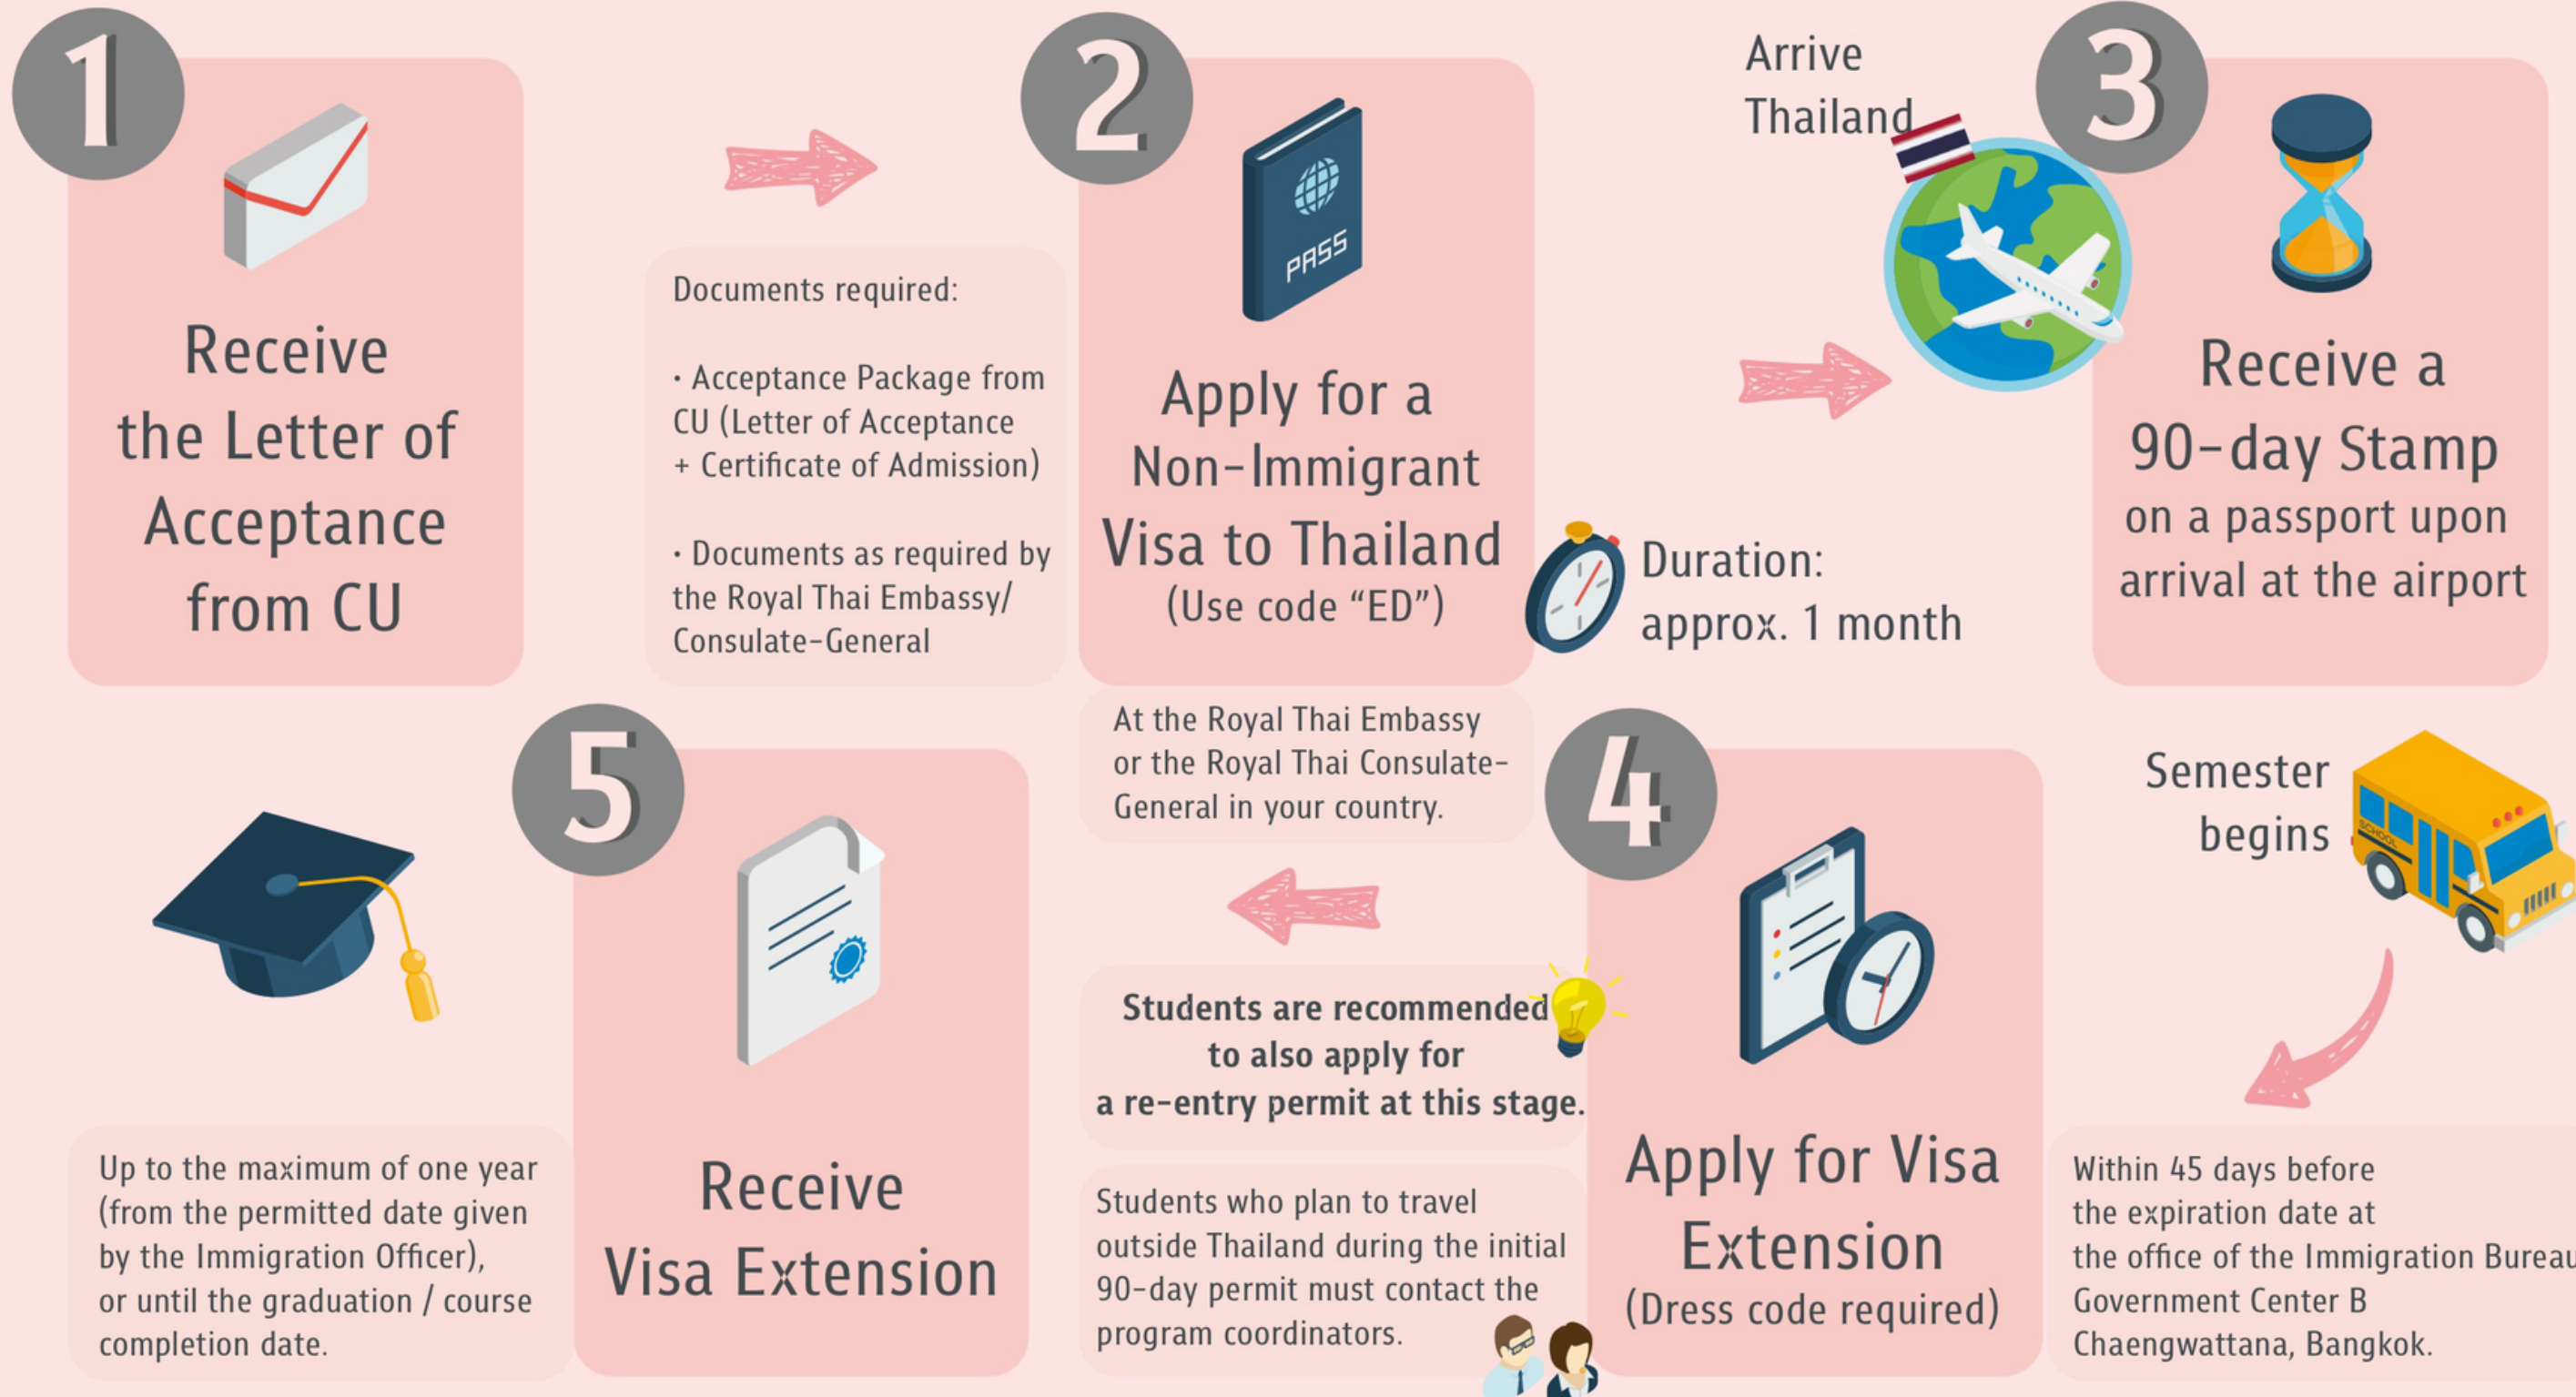 1
Receive
the Letter of
Acceptance
from CU
Documents required:
· Acceptance Package from
CU (Letter of Acceptance
+ Certificate of Admission)
· Documents as required by
the Royal Thai Embassy/
Consulate-General
2
PASS
Apply for a
Non-Immigrant
Visa to Thailand
(Use code “ED”)
At the Royal Thai Embassy
or the Royal Thai Consulate-
General in your country.
Duration:
approx. 1 month
Arrive
Thailand
3
Receive a
90-day Stamp
on a passport upon
arrival at the airport
Semester
begins
SCHOOL
4
Apply for Visa
Extension
(Dress code required)
Within 45 days before
the expiration date at
the office of the Immigration Bureau
Government Center B
Chaengwattana, Bangkok.
Students are recommended
to also apply for
a re-entry permit at this stage.
Students who plan to travel
outside Thailand during the initial
90-day permit must contact the
program coordinators.
5
Receive
Visa Extension
Up to the maximum of one year
(from the permitted date given
by the Immigration Officer),
or until the graduation / course
completion date.